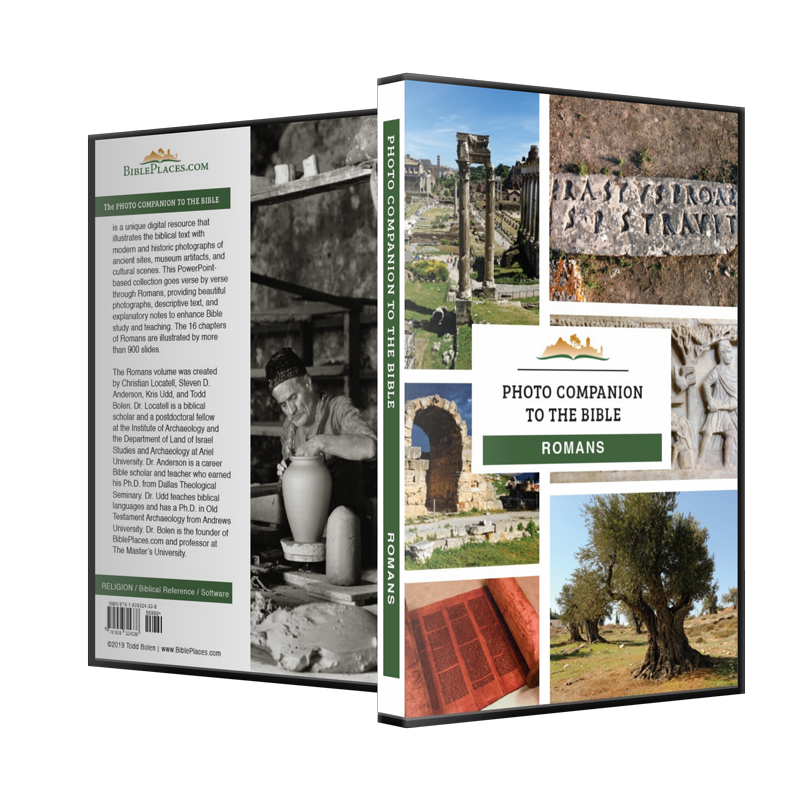 BIBLEPLACES.COM
The PHOTO COMPANION TO THE BIBLE
is a unique digital resource that
illustrates the biblical text with
modern and historic photographs of
ancient sites, museum artifacts, and
cultural scenes. This PowerPoint-
based collection goes verse by verse
through Romans, providing beautiful
photographs, descriptive text, and
explanatory notes to enhance Bible
study and teaching. The 16 chapters
of Romans are illustrated by more
than 900 slides.
The Romans volume was created
by Christian Locatell, Steven D.
Anderson, Kris Udd, and Todd
Bolen. Dr. Locatell is a biblical
scholar and a postdoctoral fellow
at the Institute of Archaeology and
the Department of Land of Israel
Studies and Archaeology at Ariel
University. Dr. Anderson is a career
Bible scholar and teacher who earned
his Ph.D. from Dallas Theological
Seminary. Dr. Udd teaches biblical
languages and has a Ph.D. in Old
Testament Archaeology from Andrews
University. Dr. Bolen is the founder of
BiblePlaces.com and professor at
The Master's University.
RELIGION / Biblical Reference / Software
©2019 Todd Bolen | www.BiblePlaces.com
PHOTO COMPANION TO THE BIBLE
ROMANS
PHOTO COMPANION
TO THE BIBLE
ROMANS